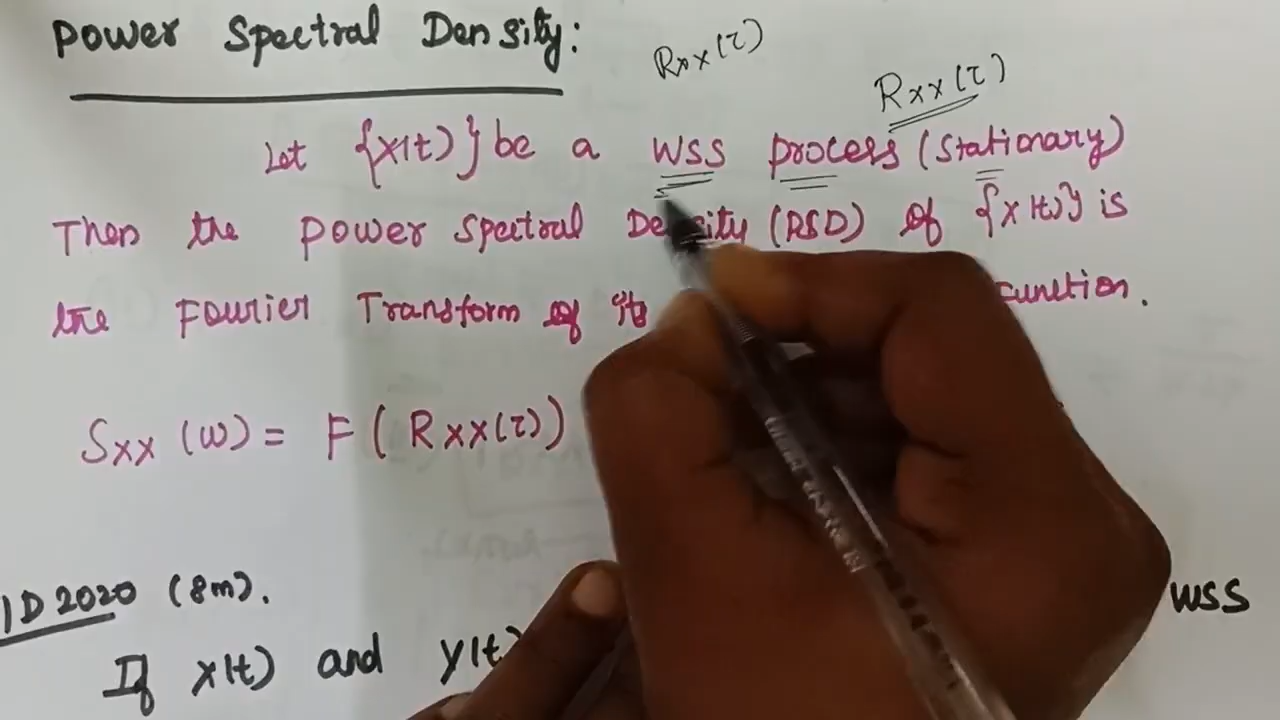 Power Spectral Density:
Rxx(τ)
Rxx(τ)
Let {X(t)} be a WSS process (Stationary)
Then the power spectral Density (PSD) of {X(t)} is
the Fourier Transform of its function.
Sxx(ω) = F(Rxx(τ))
D 2020 (8m).
WSS
If X(t) and Y(t)